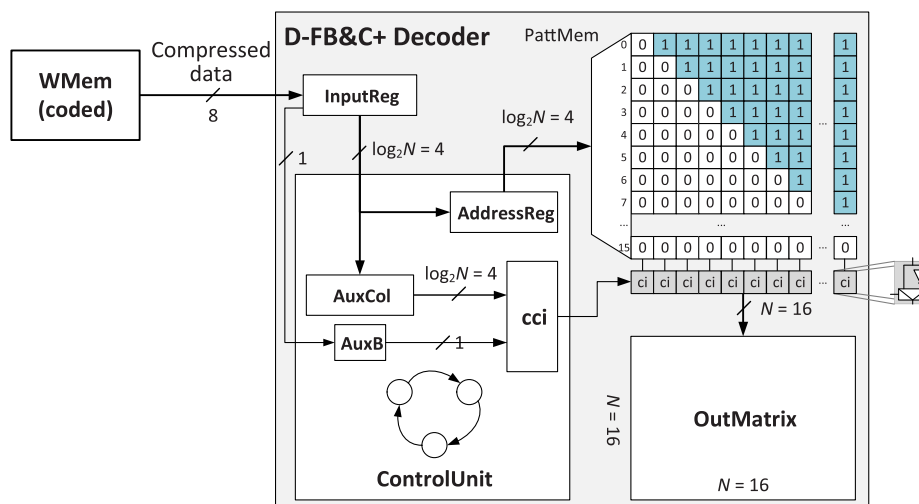 D-FB&C+ Decoder
PattMem
WMem
(coded)
Compressed
data
8
InputReg
1
log₂N = 4
log₂N = 4
AddressReg
AuxCol
log₂N = 4
AuxB
1
cci
ControlUnit
0 0 1 1 1 1 1 1 1 1
1 0 0 1 1 1 1 1 1 1
2 0 0 0 1 1 1 1 1 1
3 0 0 0 0 1 1 1 1 1
4 0 0 0 0 0 1 1 1 ... 1
5 0 0 0 0 0 0 1 1 1
6 0 0 0 0 0 0 0 1 1
7 0 0 0 0 0 0 0 0 1
... ... ...
15 0 0 0 0 0 0 0 0 ... 0
ci ci ci ci ci ci ci ci ... ci
N = 16
N = 16
OutMatrix
N = 16